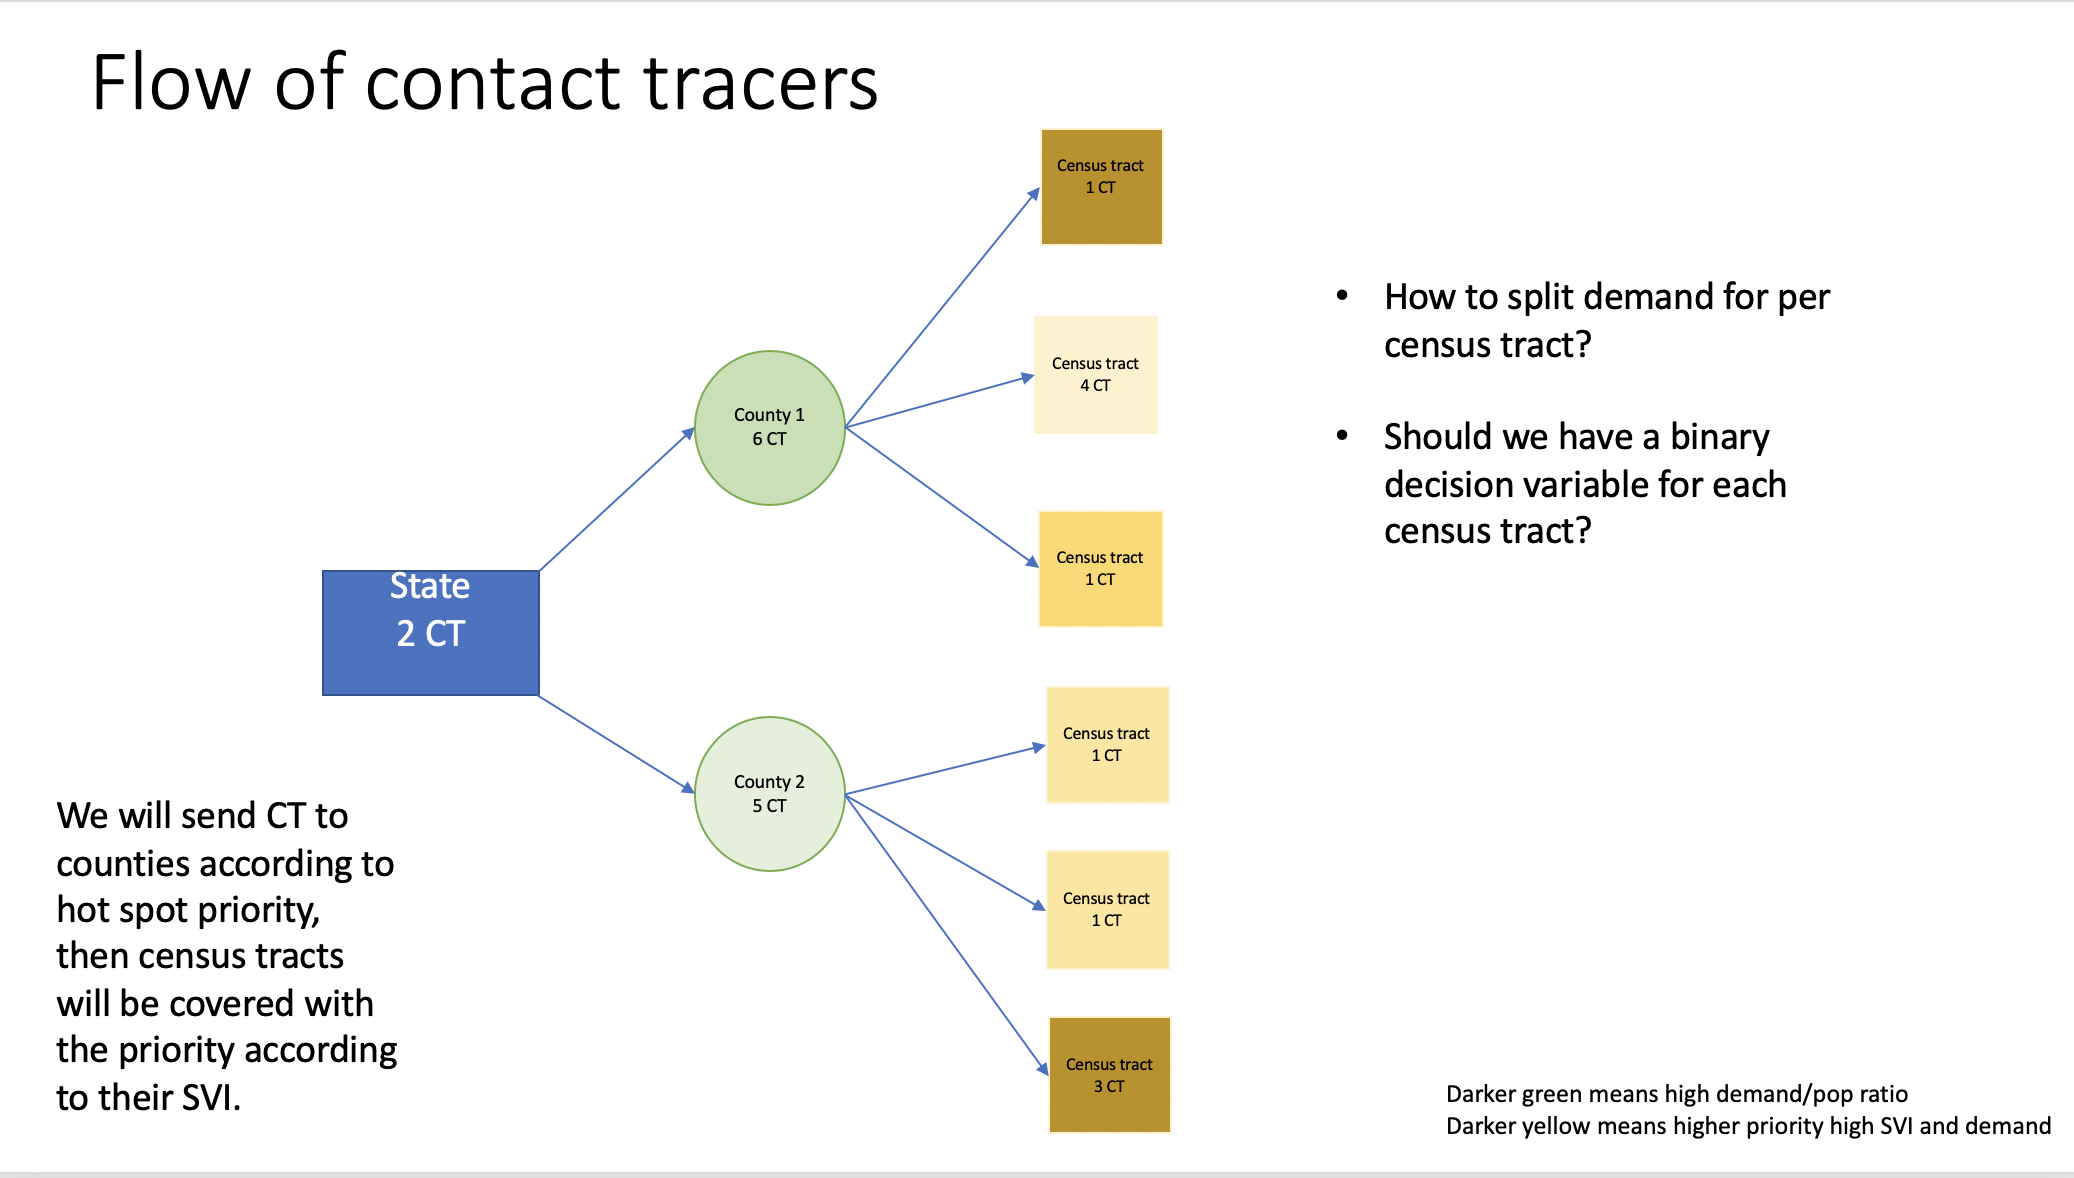 Flow of contact tracers
Census tract
1 CT
Census tract
4 CT
County 1
6 CT
Census tract
1 CT
State
2 CT
Census tract
1 CT
County 2
5 CT
Census tract
1 CT
Census tract
3 CT
• How to split demand for per
census tract?
• Should we have a binary
decision variable for each
census tract?
We will send CT to
counties according to
hot spot priority,
then census tracts
will be covered with
the priority according
to their SVI.
Darker green means high demand/pop ratio
Darker yellow means higher priority high SVI and demand